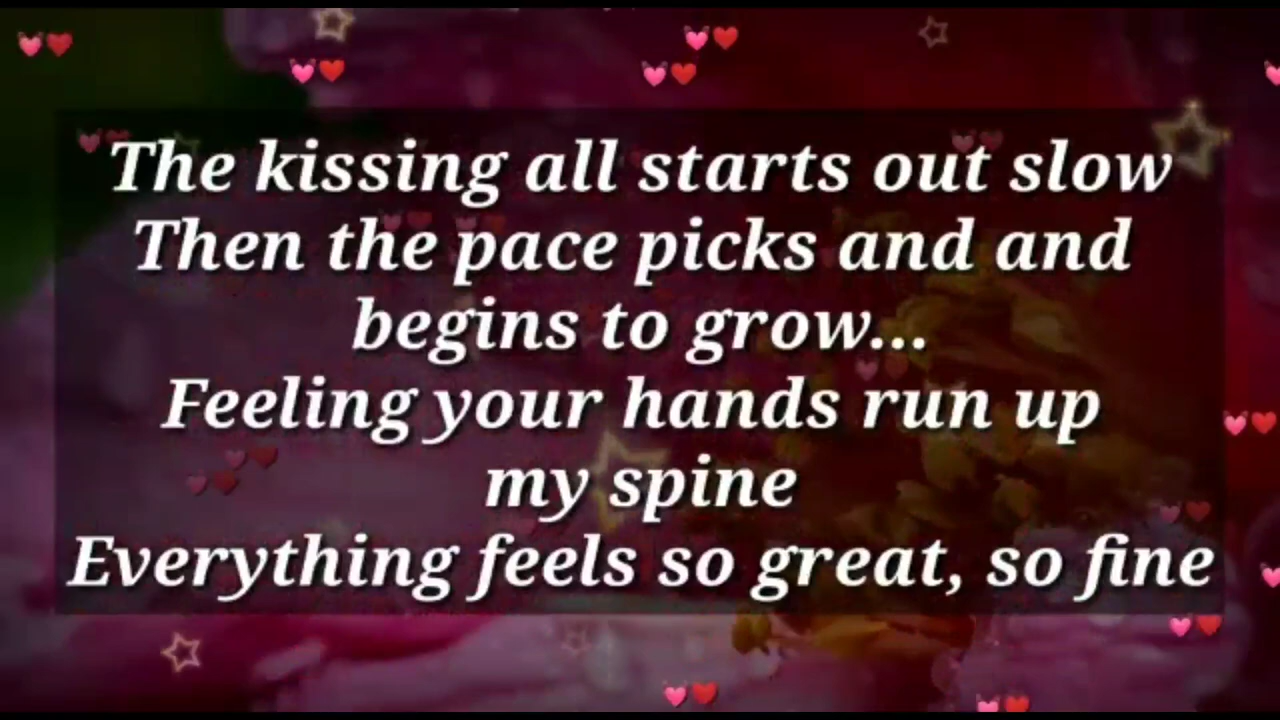 The kissing all starts out slow
Then the pace picks and and
begins to grow...
Feeling your hands run up
my spine
Everything feels so great, so fine